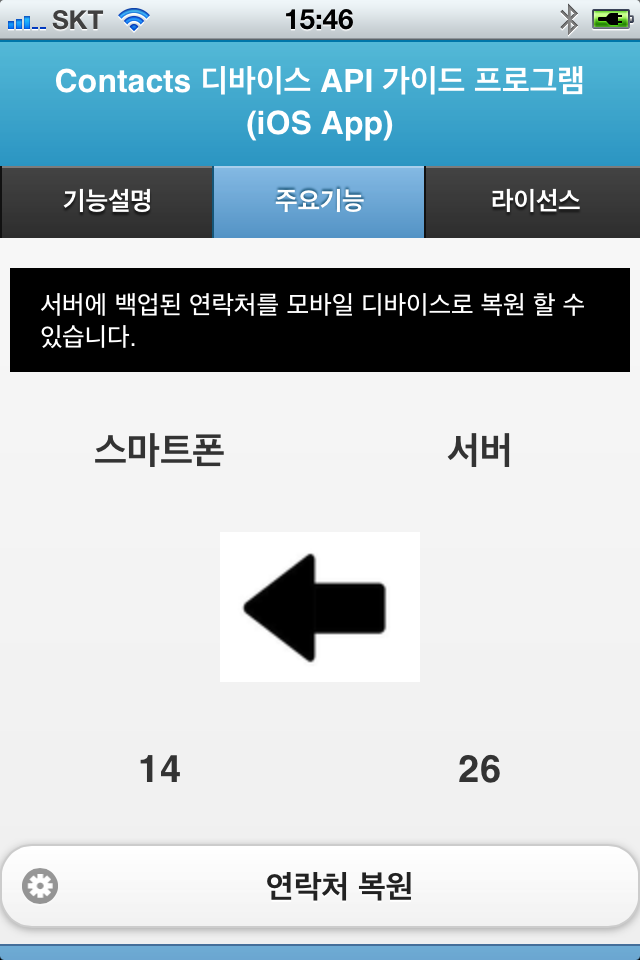 SKT 15:46
Contacts 디바이스 API 가이드 프로그램
(iOS App)
기능설명 주요기능 라이선스
서버에 백업된 연락처를 모바일 디바이스로 복원 할 수
있습니다.
스마트폰 서버
14 26
연락처 복원